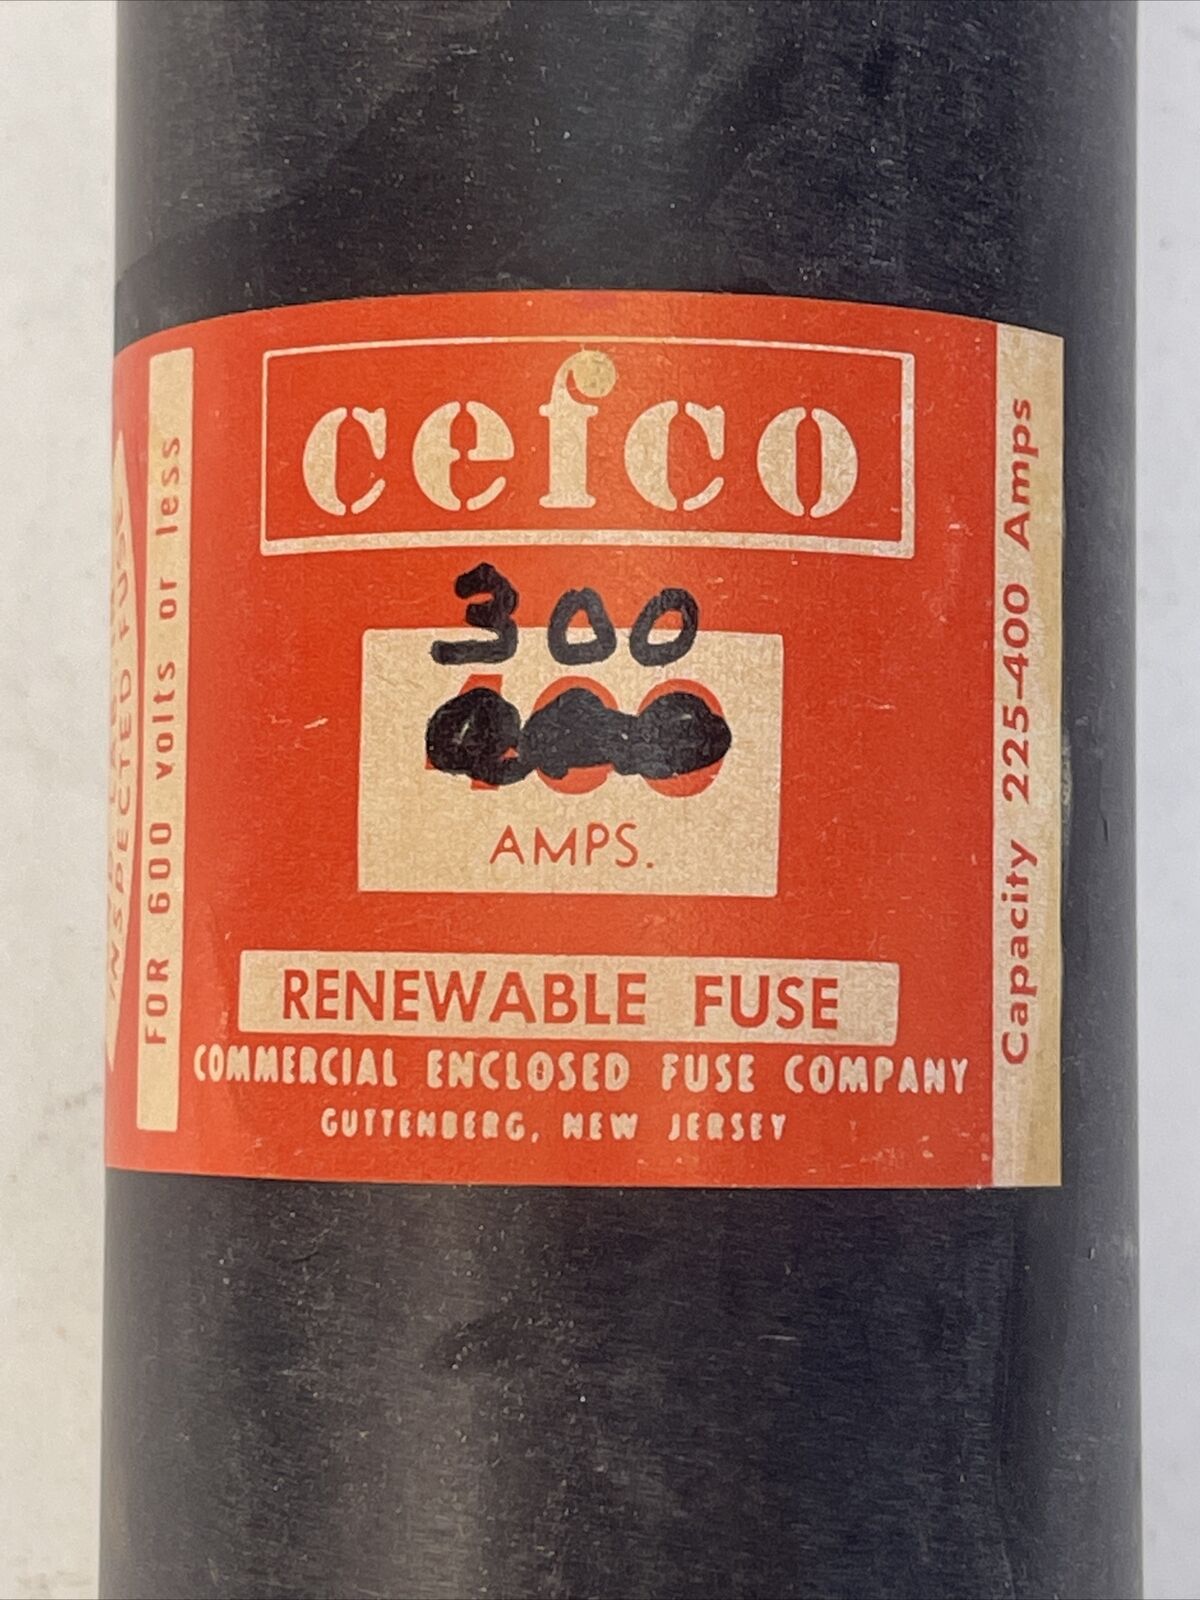 cefco
300
400
AMPS.
RENEWABLE FUSE
COMMERCIAL ENCLOSED FUSE COMPANY
GUTTENBERG, NEW JERSEY
FOR 600 volts or less
Capacity 225-400 Amps
INSPECTED FUSE